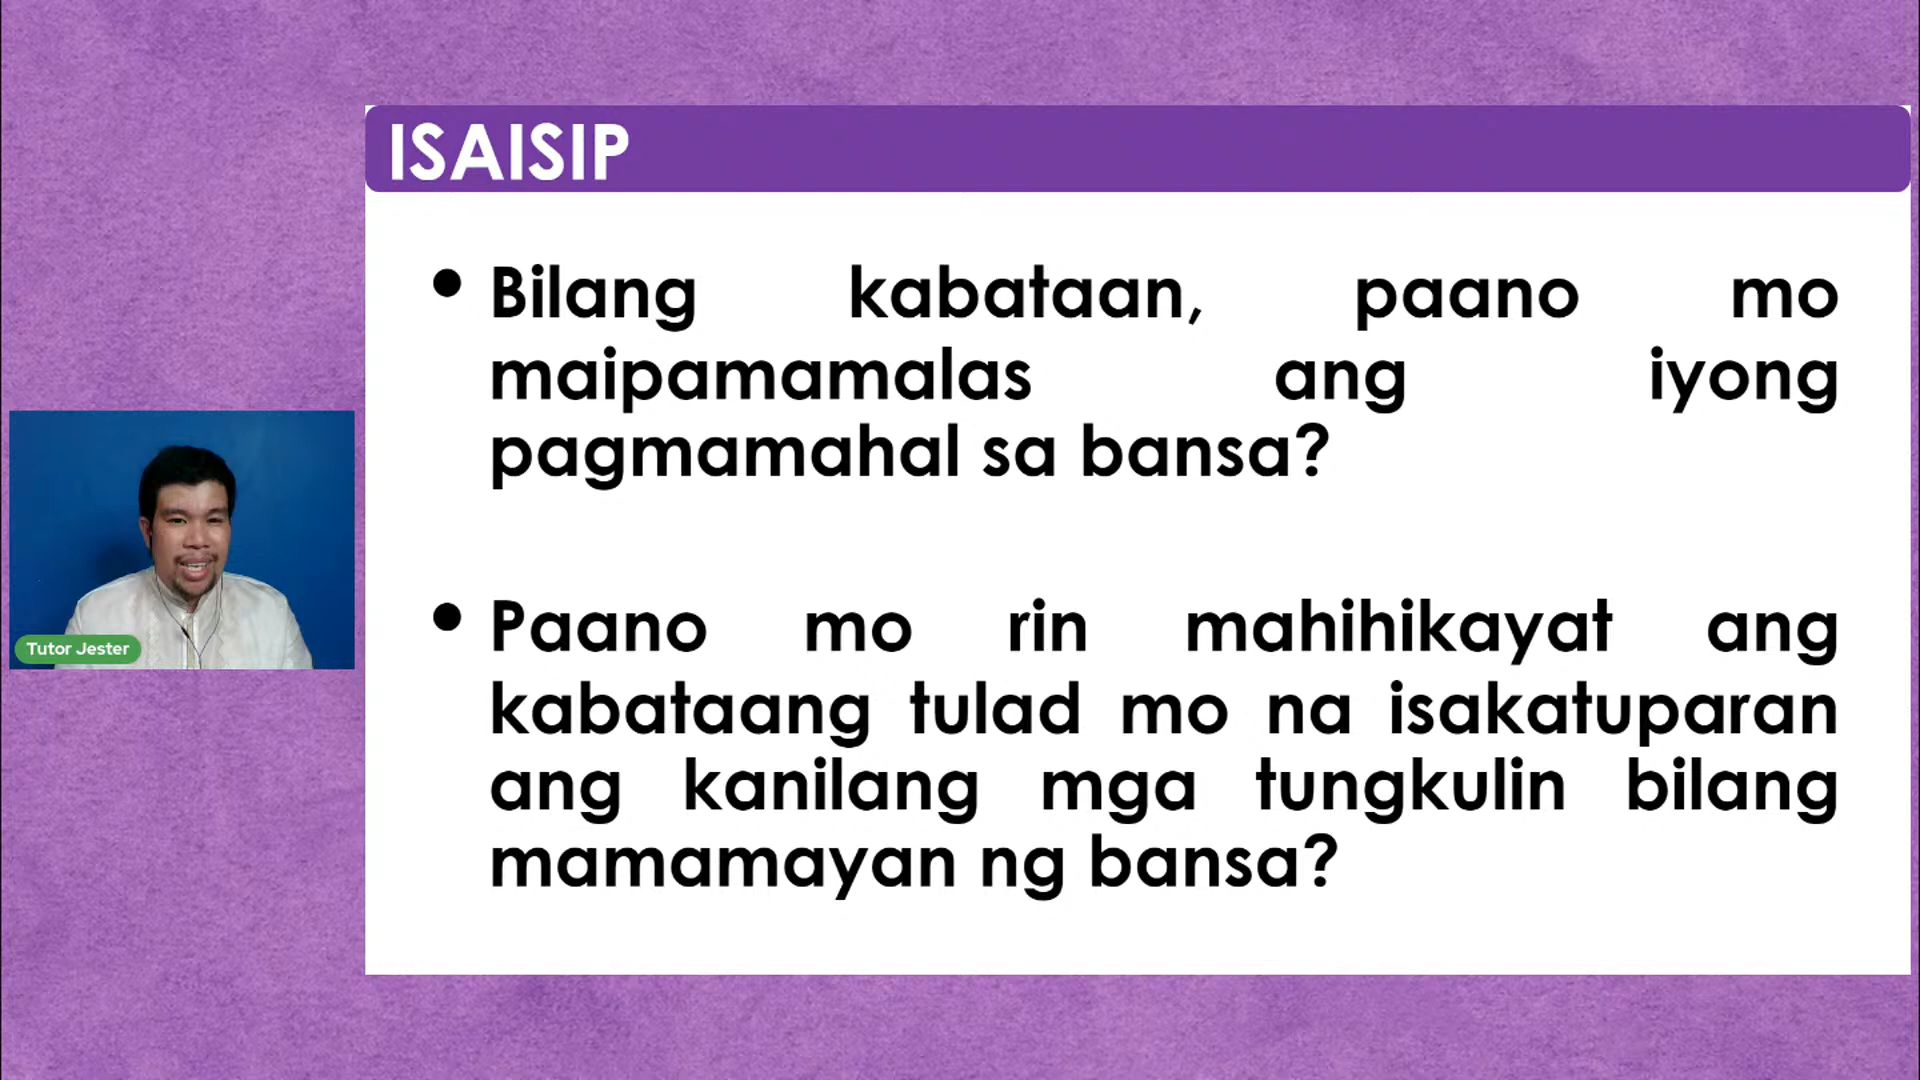 ISAISIP
• Bilang kabataan, paano mo
maipamamalas ang iyong
pagmamahal sa bansa?
• Paano mo rin mahihikayat ang
kabataang tulad mo na isakatuparan
ang kanilang mga tungkulin bilang
mamamayan ng bansa?
Tutor Jester